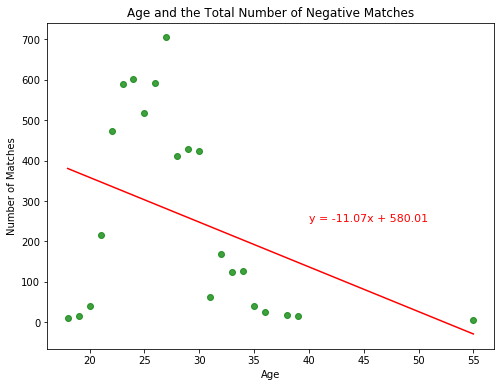 Age and the Total Number of Negative Matches
700
600
500
400
300
200
100
0
Number of Matches
y = -11.07x + 580.01
20 25 30 35 40 45 50 55
Age